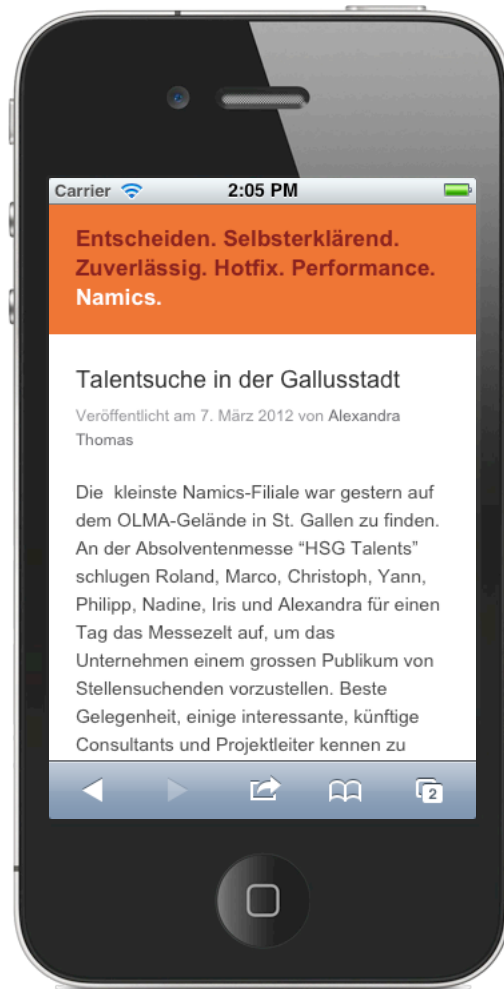 Carrier 2:05 PM
Entscheiden. Selbsterklärend.
Zuverlässig. Hotfix. Performance.
Namics.
Talentsuche in der Gallusstadt
Veröffentlicht am 7. März 2012 von Alexandra
Thomas
Die  kleinste Namics-Filiale war gestern auf
dem OLMA-Gelände in St. Gallen zu finden.
An der Absolventenmesse “HSG Talents”
schlugen Roland, Marco, Christoph, Yann,
Philipp, Nadine, Iris und Alexandra für einen
Tag das Messezelt auf, um das
Unternehmen einem grossen Publikum von
Stellensuchenden vorzustellen. Beste
Gelegenheit, einige interessante, künftige
Consultants und Projektleiter kennen zu
2